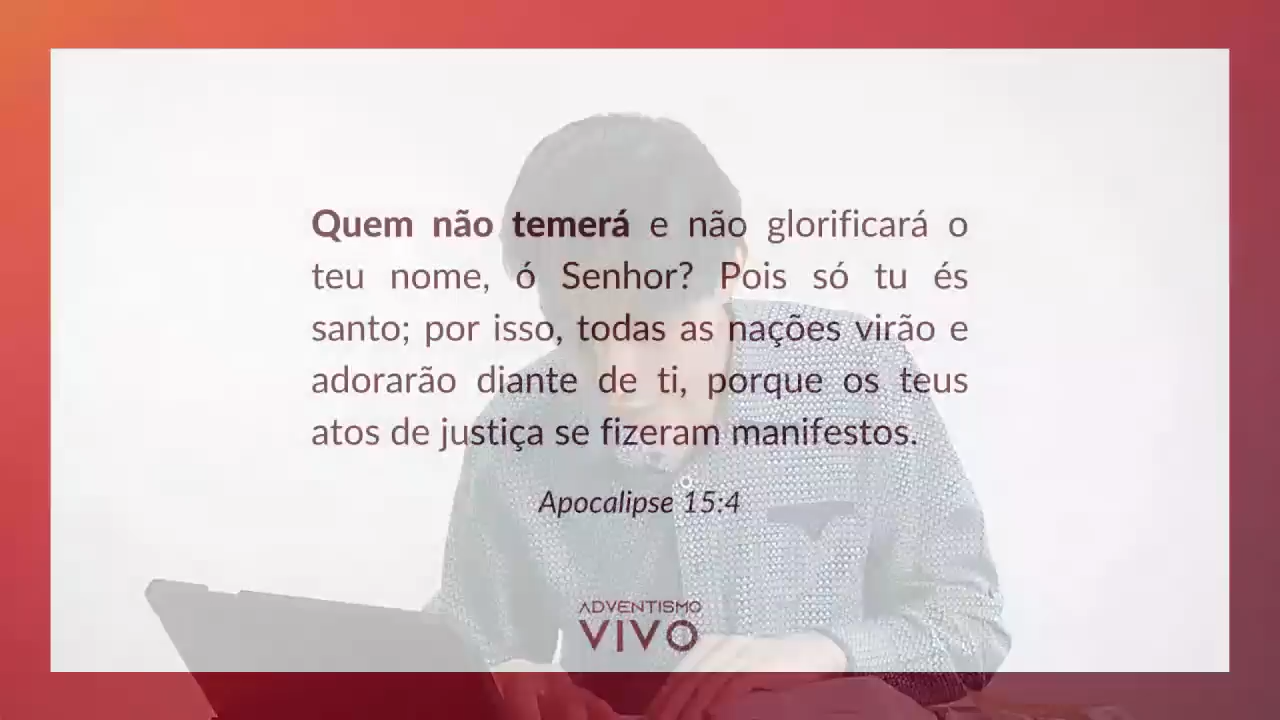 Quem não temerá e não glorificará o
teu nome, ó Senhor? Pois só tu és
santo; por isso, todas as nações virão e
adorarão diante de ti, porque os teus
atos de justiça se fizeram manifestos.
Apocalipse 15:4
ADVENTISMO
VIVO